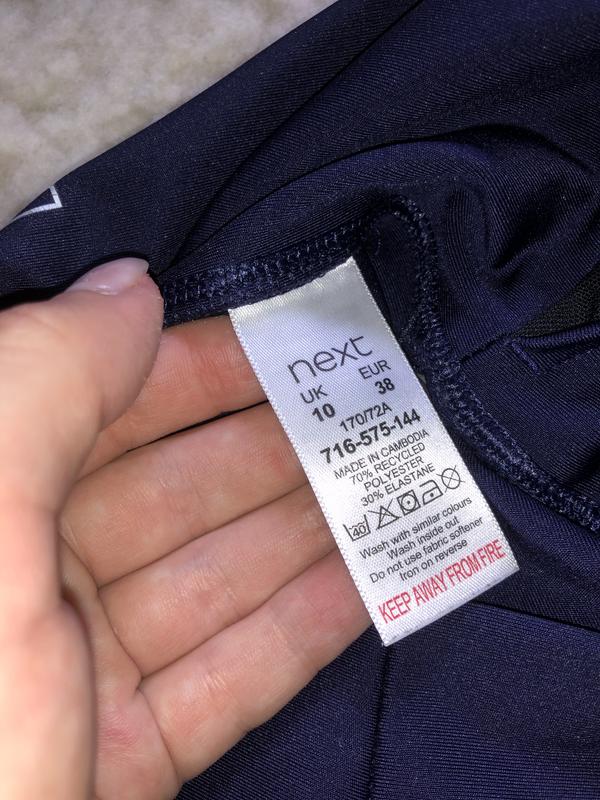 next
UK EUR
10 38
170/72A
716-575-144
MADE IN CAMBODIA
70% RECYCLED
POLYESTER
30% ELASTANE
40
Wash with similar colours
Wash inside out
Do not use fabric softener
Iron on reverse
KEEP AWAY FROM FIRE